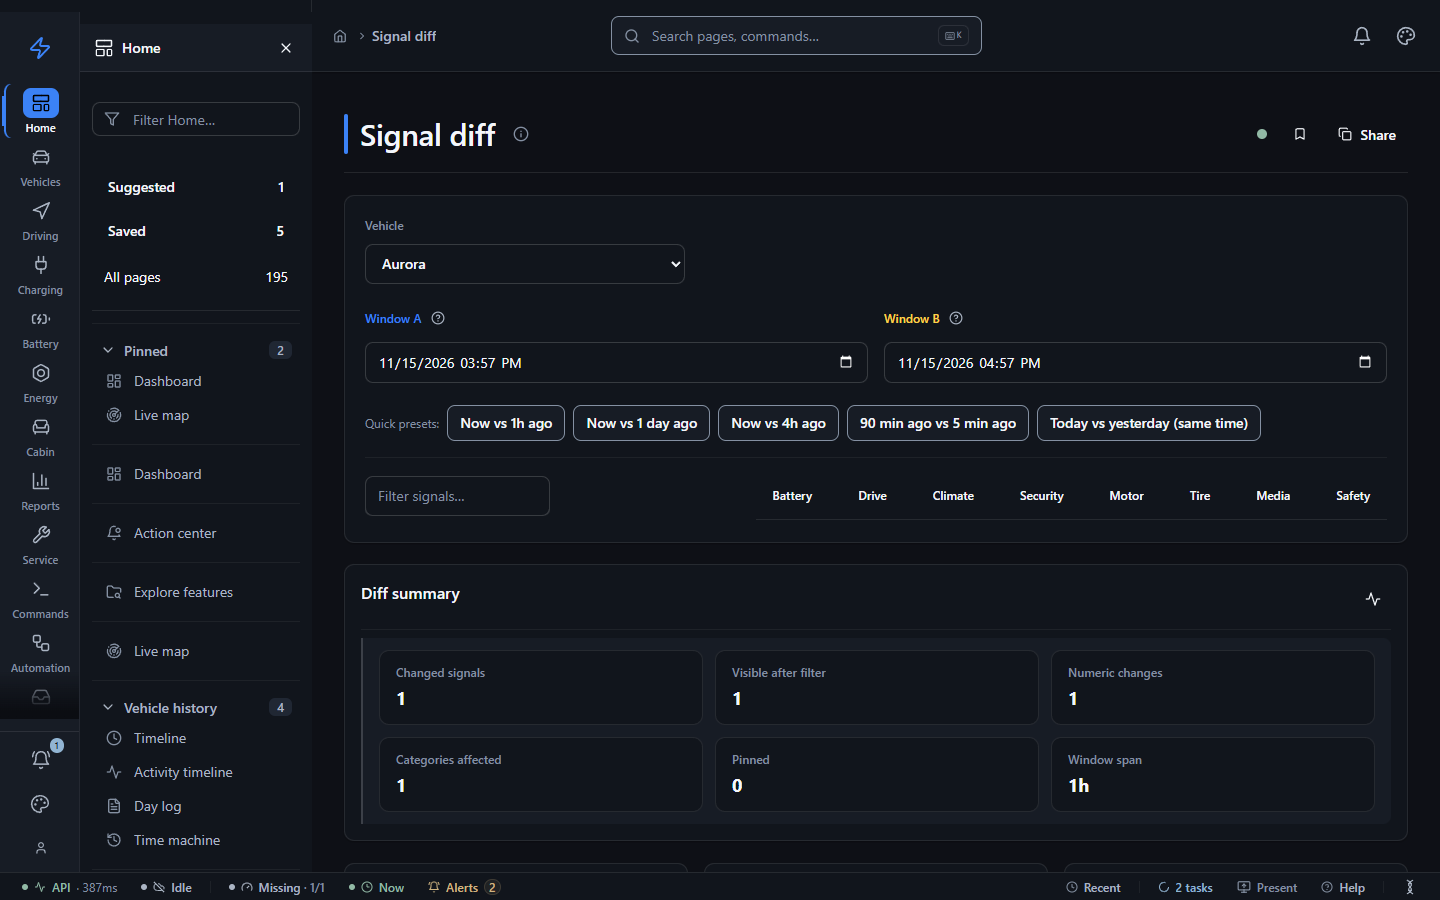 Home
Signal diff
Search pages, commands...
K
Home
Vehicles
Driving
Charging
Battery
Energy
Cabin
Reports
Service
Commands
Automation
1
Filter Home...
Suggested 1
Saved 5
All pages 195
Pinned 2
Dashboard
Live map
Dashboard
Action center
Explore features
Live map
Vehicle history 4
Timeline
Activity timeline
Day log
Time machine
Signal diff
Share
Vehicle
Aurora
Window A
Window B
11/15/2026 03:57 PM
11/15/2026 04:57 PM
Quick presets: Now vs 1h ago Now vs 1 day ago Now vs 4h ago 90 min ago vs 5 min ago Today vs yesterday (same time)
Filter signals...
Battery Drive Climate Security Motor Tire Media Safety
Diff summary
Changed signals
1
Visible after filter
1
Numeric changes
1
Categories affected
1
Pinned
0
Window span
1h
API · 387ms Idle Missing · 1/1 Now Alerts 2 Recent 2 tasks Present Help